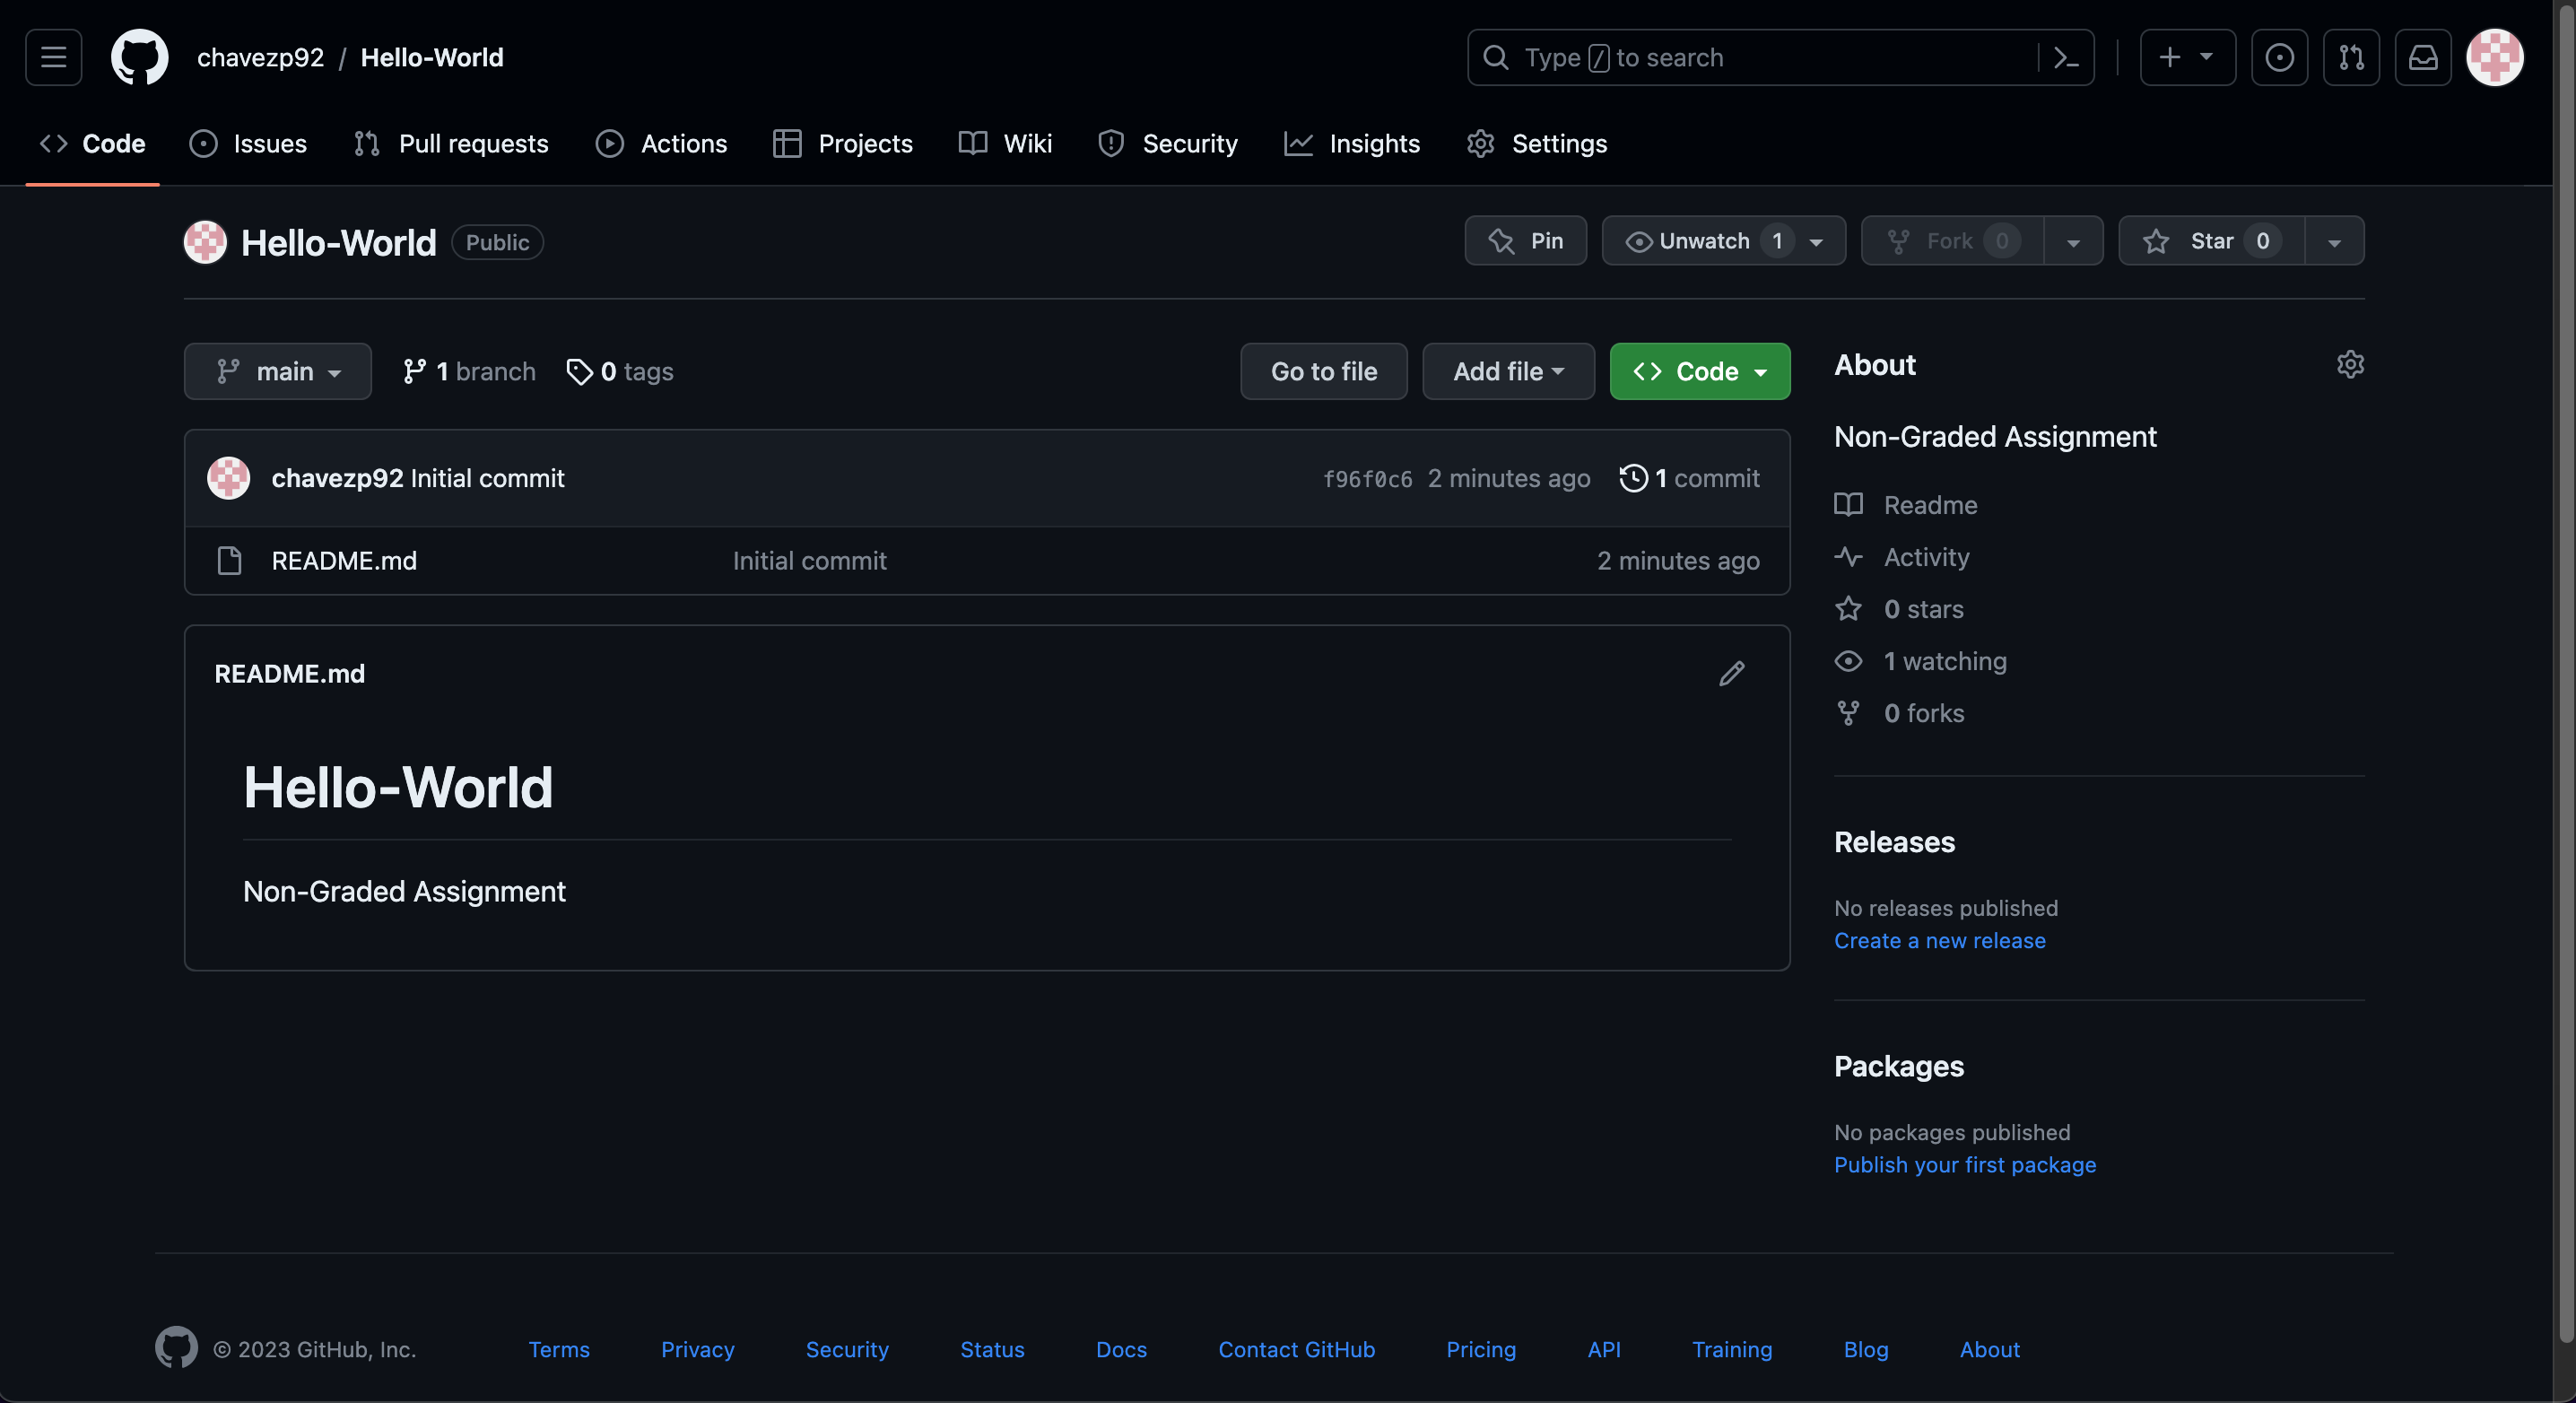 chavezp92 / Hello-World
Type / to search
Code Issues Pull requests Actions Projects Wiki Security Insights Settings
Hello-World Public
Pin Unwatch 1 Fork 0 Star 0
main 1 branch 0 tags
Go to file Add file Code
chavezp92 Initial commit f96f0c6 2 minutes ago 1 commit
README.md Initial commit 2 minutes ago
README.md
Hello-World
Non-Graded Assignment
About
Non-Graded Assignment
Readme
Activity
0 stars
1 watching
0 forks
Releases
No releases published
Create a new release
Packages
No packages published
Publish your first package
© 2023 GitHub, Inc. Terms Privacy Security Status Docs Contact GitHub Pricing API Training Blog About